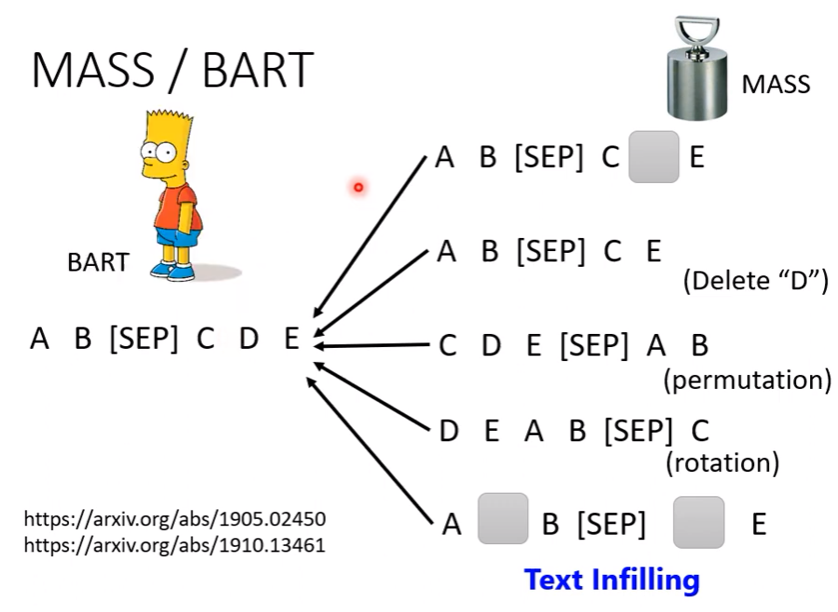 MASS / BART
MASS
A B [SEP] C E
BART
A B [SEP] C E
(Delete “D”)
A B [SEP] C D E
C D E [SEP] A B
(permutation)
D E A B [SEP] C
(rotation)
A B [SEP] E
https://arxiv.org/abs/1905.02450
https://arxiv.org/abs/1910.13461
Text Infilling